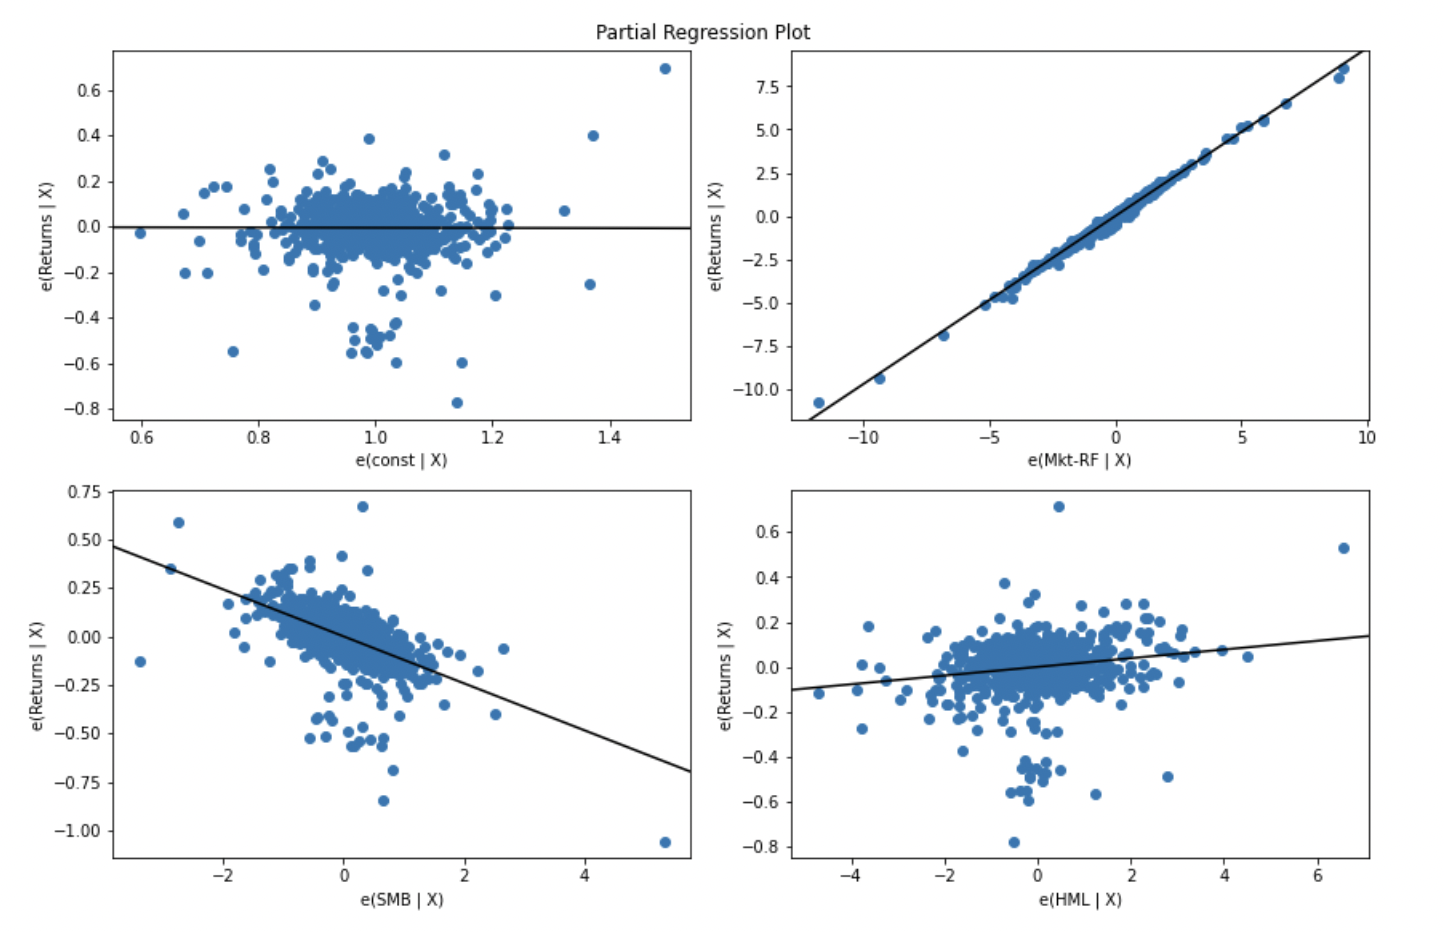 Partial Regression Plot
0.6
0.4
0.2
0.0
−0.2
−0.4
−0.6
−0.8
e(Returns | X)
0.6 0.8 1.0 1.2 1.4
e(const | X)
7.5
5.0
2.5
0.0
−2.5
−5.0
−7.5
−10.0
e(Returns | X)
−10 −5 0 5 10
e(Mkt-RF | X)
0.75
0.50
0.25
0.00
−0.25
−0.50
−0.75
−1.00
e(Returns | X)
−2 0 2 4
e(SMB | X)
0.6
0.4
0.2
0.0
−0.2
−0.4
−0.6
−0.8
e(Returns | X)
−4 −2 0 2 4 6
e(HML | X)